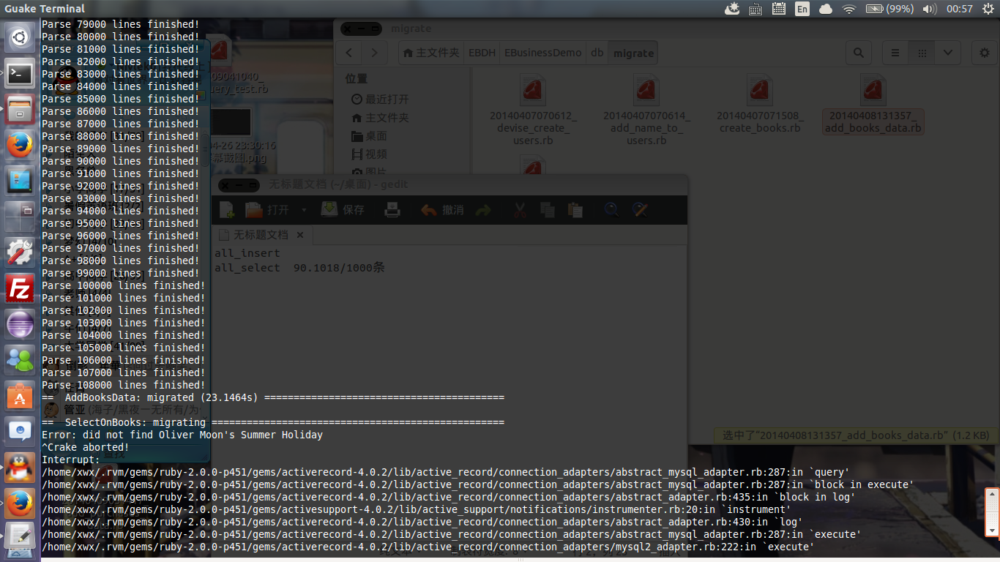 Guake Terminal
En
(99%)
00:57
Parse 79000 lines finished!
Parse 80000 lines finished!
Parse 81000 lines finished!
Parse 82000 lines finished!
Parse 83000 lines finished!
Parse 84000 lines finished!
Parse 85000 lines finished!
Parse 86000 lines finished!
Parse 87000 lines finished!
Parse 88000 lines finished!
Parse 89000 lines finished!
Parse 90000 lines finished!
Parse 91000 lines finished!
Parse 92000 lines finished!
Parse 93000 lines finished!
Parse 94000 lines finished!
Parse 95000 lines finished!
Parse 96000 lines finished!
Parse 97000 lines finished!
Parse 98000 lines finished!
Parse 99000 lines finished!
Parse 100000 lines finished!
Parse 101000 lines finished!
Parse 102000 lines finished!
Parse 103000 lines finished!
Parse 104000 lines finished!
Parse 105000 lines finished!
Parse 106000 lines finished!
Parse 107000 lines finished!
Parse 108000 lines finished!
==  AddBooksData: migrated (23.1464s) =========================================
==  SelectOnBooks: migrating ==================================================
Error: did not find Oliver Moon's Summer Holiday
^Crake aborted!
Interrupt:
/home/xwx/.rvm/gems/ruby-2.0.0-p451/gems/activerecord-4.0.2/lib/active_record/connection_adapters/abstract_mysql_adapter.rb:287:in `query'
/home/xwx/.rvm/gems/ruby-2.0.0-p451/gems/activerecord-4.0.2/lib/active_record/connection_adapters/abstract_mysql_adapter.rb:287:in `block in execute'
/home/xwx/.rvm/gems/ruby-2.0.0-p451/gems/activerecord-4.0.2/lib/active_record/connection_adapters/abstract_adapter.rb:435:in `block in log'
/home/xwx/.rvm/gems/ruby-2.0.0-p451/gems/activesupport-4.0.2/lib/active_support/notifications/instrumenter.rb:20:in `instrument'
/home/xwx/.rvm/gems/ruby-2.0.0-p451/gems/activerecord-4.0.2/lib/active_record/connection_adapters/abstract_adapter.rb:430:in `log'
/home/xwx/.rvm/gems/ruby-2.0.0-p451/gems/activerecord-4.0.2/lib/active_record/connection_adapters/abstract_mysql_adapter.rb:287:in `execute'
/home/xwx/.rvm/gems/ruby-2.0.0-p451/gems/activerecord-4.0.2/lib/active_record/connection_adapters/mysql2_adapter.rb:222:in `execute'
migrate
主文件夹
EBDH
EBusinessDemo
db
migrate
位置
最近打开
主文件夹
桌面
视频
图片
20140407070612_
devise_create_
users.rb
20140407070614_
add_name_to_
users.rb
20140407071508_
create_books.rb
20140408131357_
add_books_data.rb
选中了"20140408131357_add_books_data.rb" (1.2 KB)
无标题文档 (~/桌面) - gedit
打开
保存
撤消
无标题文档
all_insert
all_select  90.1018/1000条
查找